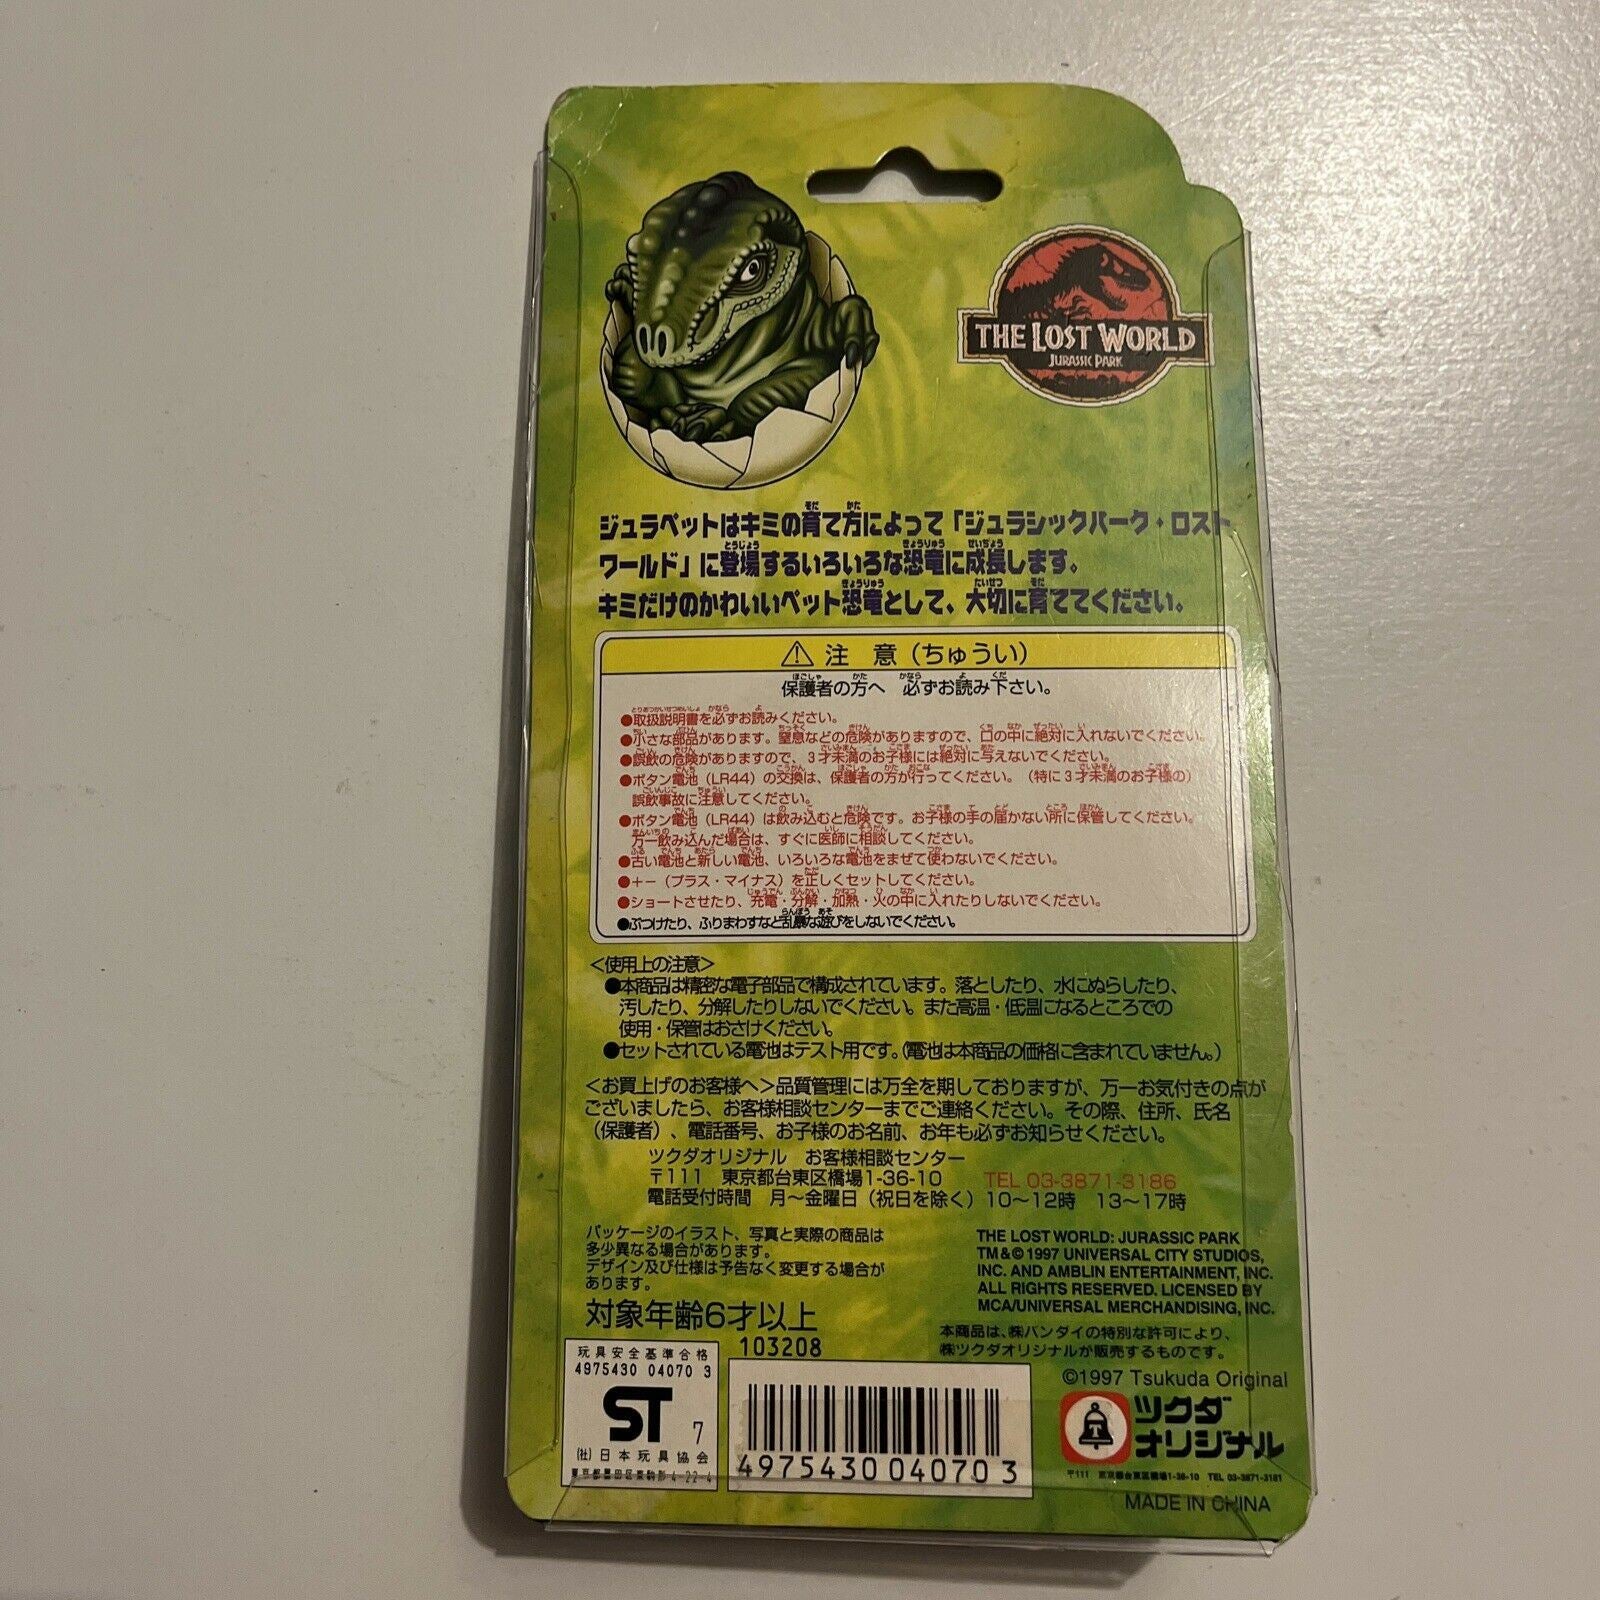 THE LOST WORLD
JURASSIC PARK
ジュラペットはキミの育て方によって「ジュラシックパーク・ロスト
ワールド」に登場するいろいろな恐竜に成長します。
キミだけのかわいいペット恐竜として、大切に育ててください。
⚠ 注 意（ちゅうい）
保護者の方へ 必ずお読み下さい。
●取扱説明書を必ずお読みください。
●小さな部品があります。窒息などの危険がありますので、口の中に絶対に入れないでください。
●誤飲の危険がありますので、3才未満のお子様には絶対に与えないでください。
●ボタン電池（LR44）の交換は、保護者の方が行ってください。（特に3才未満のお子様の）
誤飲事故に注意してください。
●ボタン電池（LR44）は飲み込むと危険です。お子様の手の届かない所に保管してください。
万一飲み込んだ場合は、すぐに医師に相談してください。
●古い電池と新しい電池、いろいろな電池をまぜて使わないでください。
●＋－（プラス・マイナス）を正しくセットしてください。
●ショートさせたり、充電・分解・加熱・火の中に入れたりしないでください。
●ぶつけたり、ふりまわすなど乱暴な遊びをしないでください。
＜使用上の注意＞
●本商品は精密な電子部品で構成されています。落としたり、水にぬらしたり、
汚したり、分解したりしないでください。また高温・低温になるところでの
使用・保管はおさけください。
●セットされている電池はテスト用です。（電池は本商品の価格に含まれていません。）
＜お買上げのお客様へ＞品質管理には万全を期しておりますが、万一お気付きの点が
ございましたら、お客様相談センターまでご連絡ください。その際、住所、氏名
（保護者）、電話番号、お子様のお名前、お年も必ずお知らせください。
ツクダオリジナル お客様相談センター
〒111 東京都台東区橋場1-36-10 TEL 03-3871-3186
電話受付時間 月～金曜日（祝日を除く）10～12時 13～17時
パッケージのイラスト、写真と実際の商品は
多少異なる場合があります。
デザイン及び仕様は予告なく変更する場合が
あります。
対象年齢6才以上
THE LOST WORLD: JURASSIC PARK
TM & © 1997 UNIVERSAL CITY STUDIOS,
INC. AND AMBLIN ENTERTAINMENT, INC.
ALL RIGHTS RESERVED. LICENSED BY
MCA/UNIVERSAL MERCHANDISING, INC.
本商品は、㈱バンダイの特別な許可により、
㈱ツクダオリジナルが販売するものです。
103208
玩具安全基準合格
4975430 04070 3
ST 7
(社)日本玩具協会
東京都墨田区東駒形4-22-4
4975430 04070 3
©1997 Tsukuda Original
ツクダ
オリジナル
〒111 東京都台東区橋場1-36-10 TEL 03-3871-3181
MADE IN CHINA